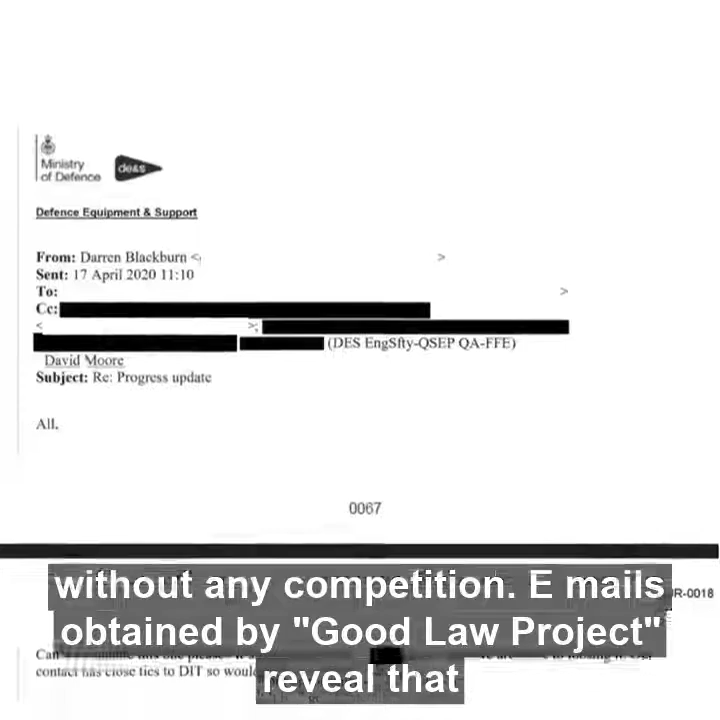 Ministry
of Defence
de&s
Defence Equipment & Support
From: Darren Blackburn <
>
Sent: 17 April 2020 11:10
To:
>
Cc:
<
>;
(DES EngSfty-QSEP QA-FFE)
David Moore
Subject: Re: Progress update
All.
0067
without any competition. E mails
R-0018
obtained by "Good Law Project"
Can
contact has close ties to DIT so would
reveal that